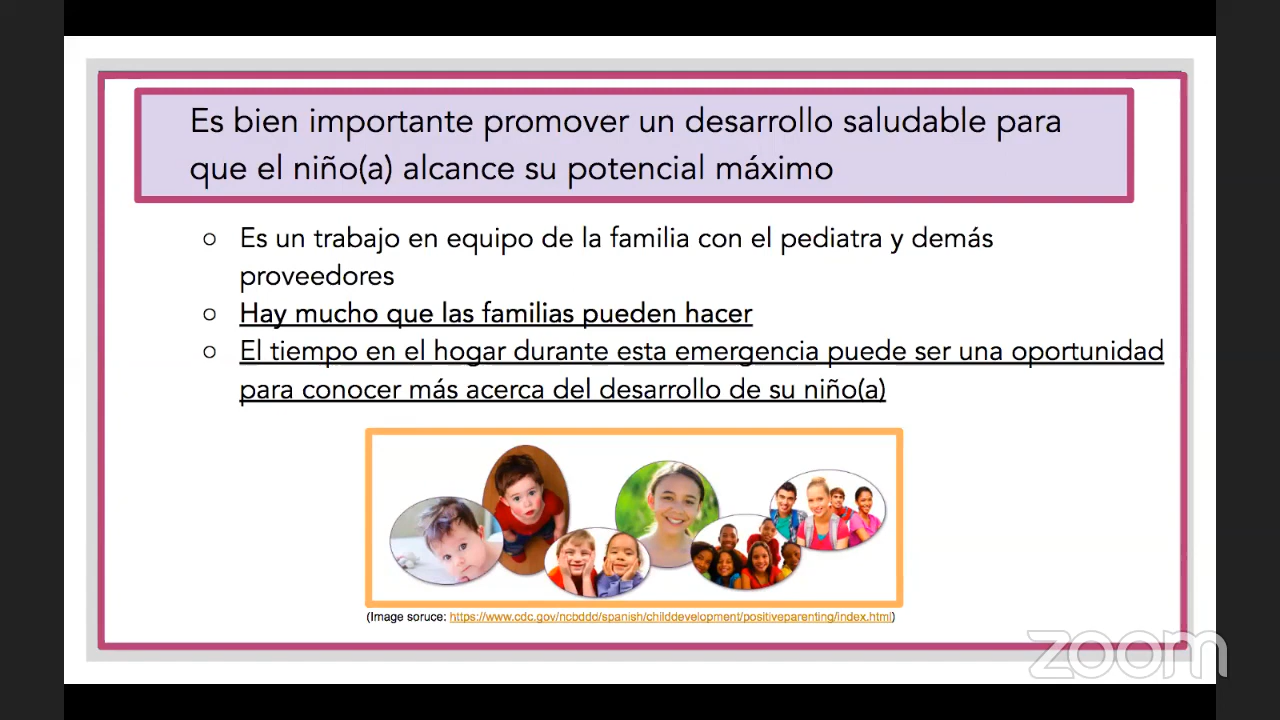 Es bien importante promover un desarrollo saludable para
que el niño(a) alcance su potencial máximo
○ Es un trabajo en equipo de la familia con el pediatra y demás
proveedores
○ Hay mucho que las familias pueden hacer
○ El tiempo en el hogar durante esta emergencia puede ser una oportunidad
para conocer más acerca del desarrollo de su niño(a)
(Image soruce: https://www.cdc.gov/ncbddd/spanish/childdevelopment/positiveparenting/index.html)
zoom